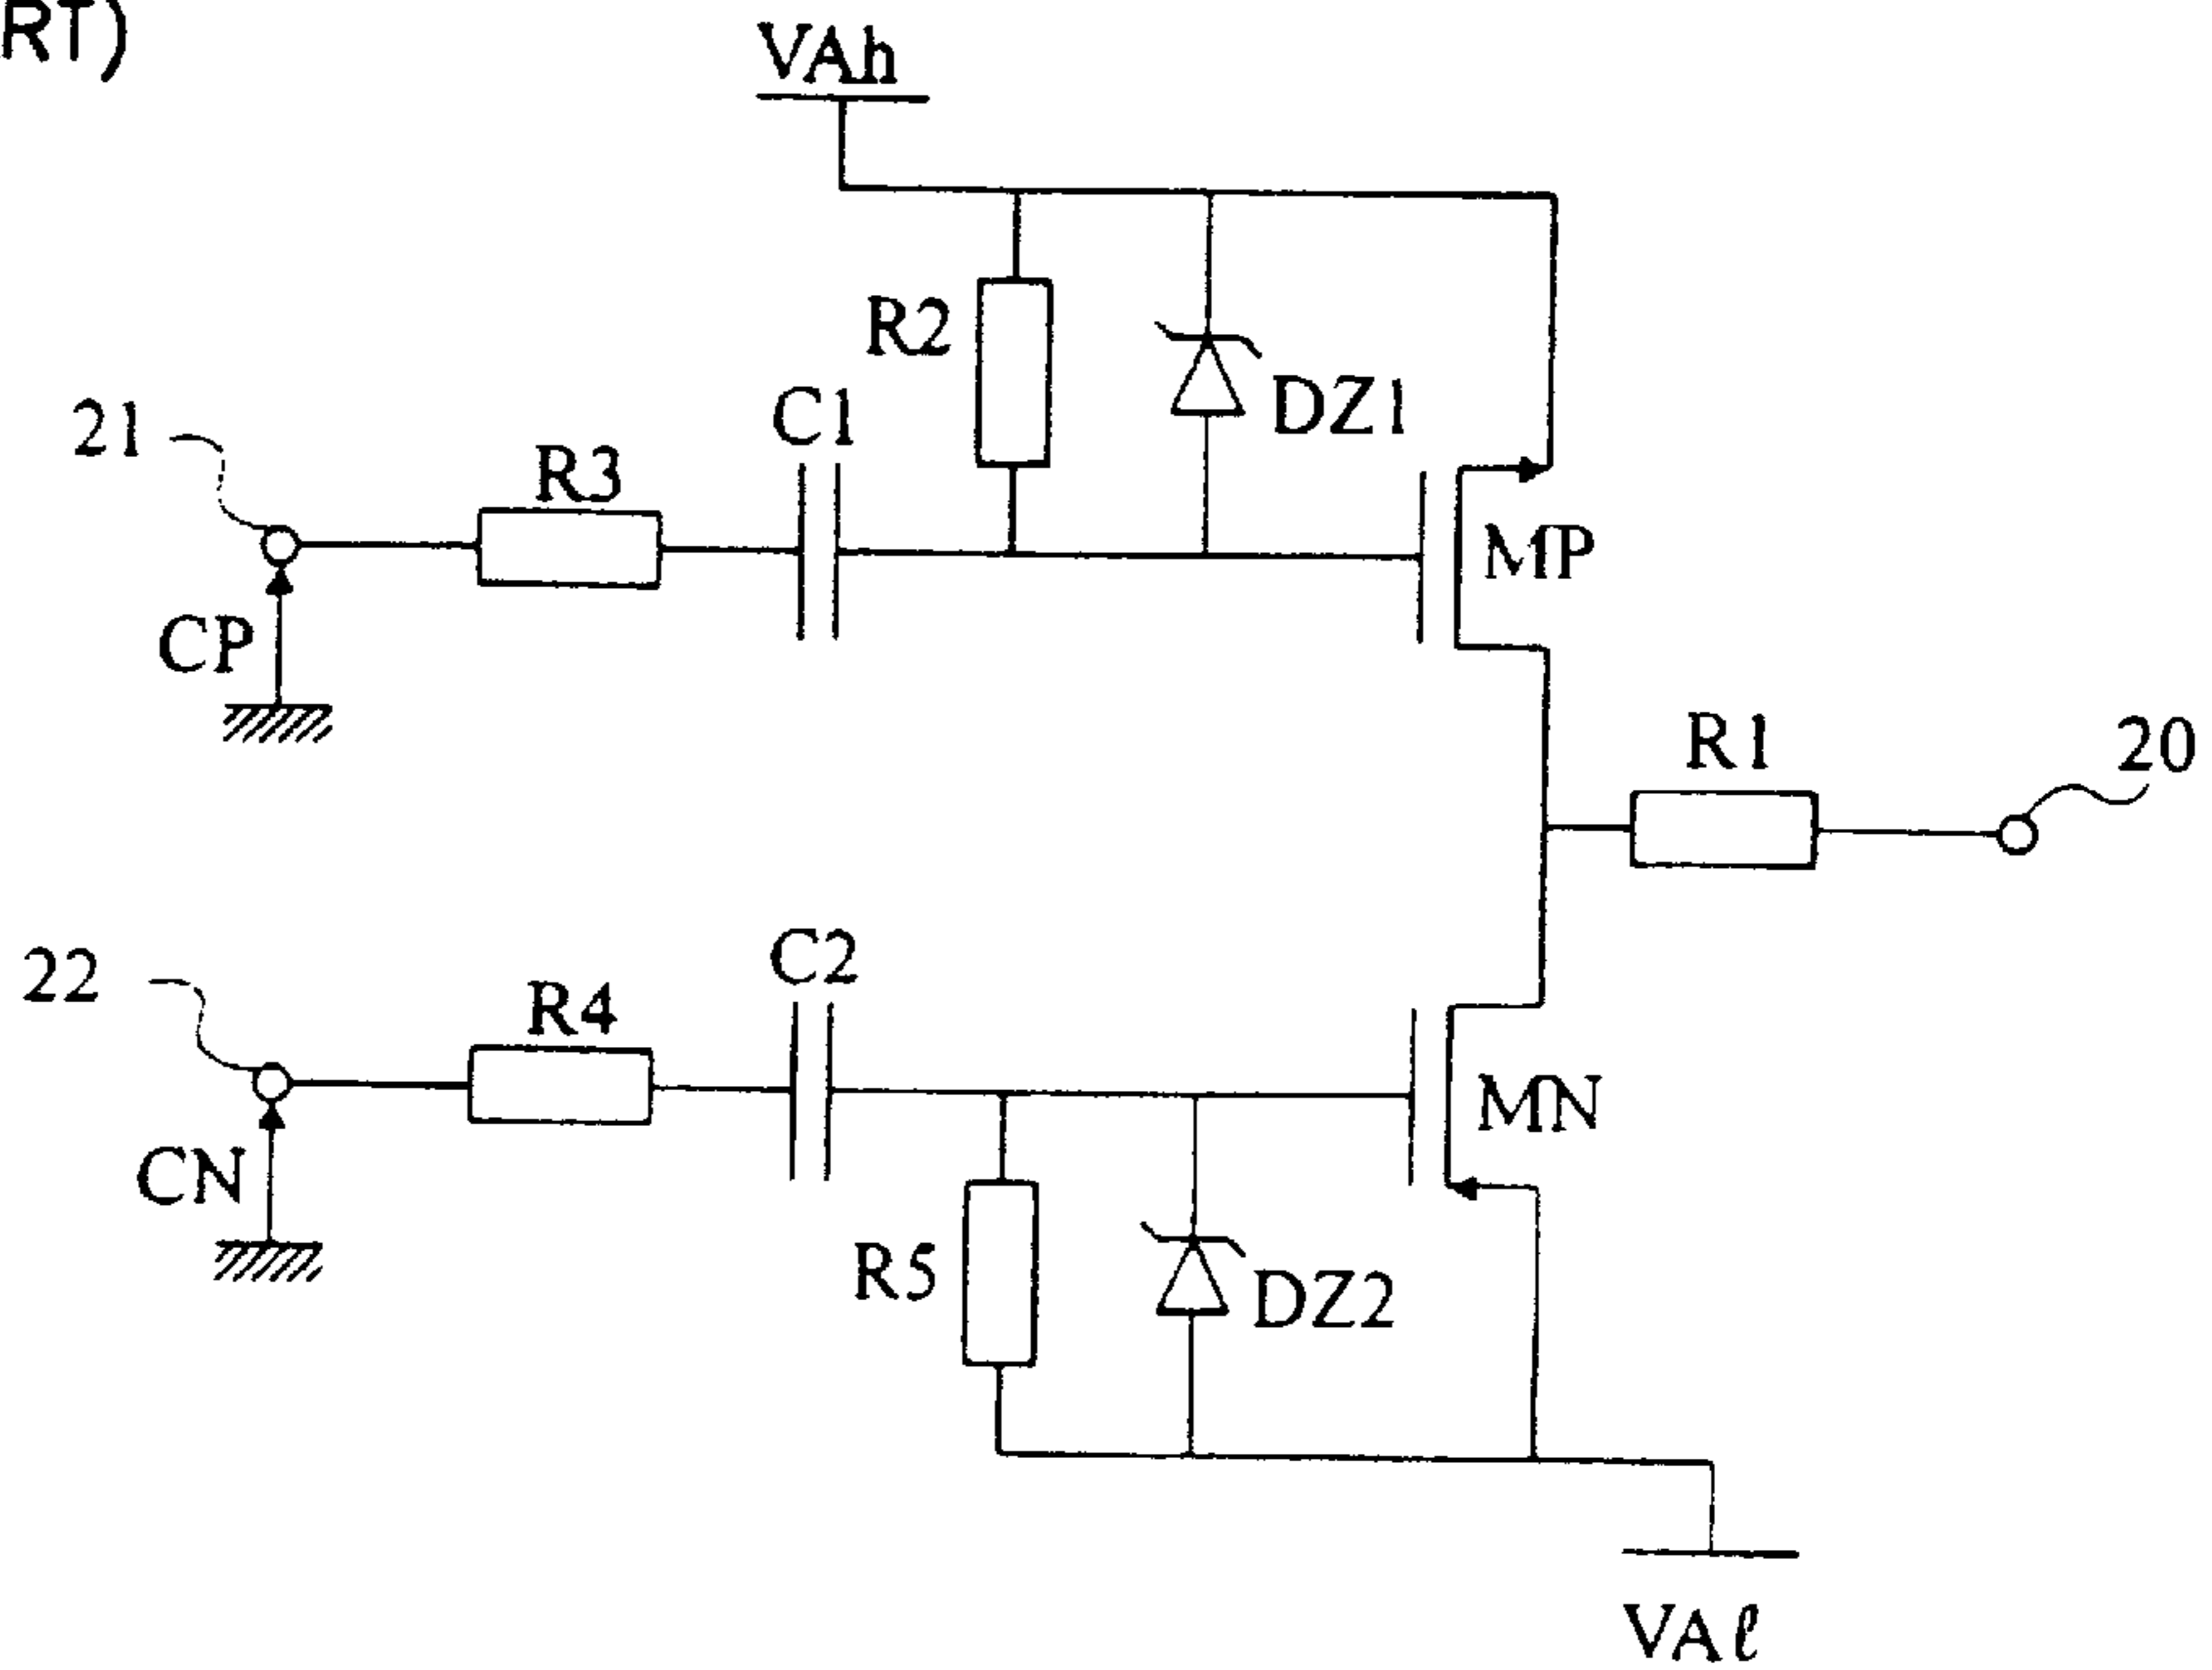 RT)
VAh
R2
DZ1
21
R3
C1
CP
MP
R1
20
22
R4
C2
CN
MN
R5
DZ2
VAℓ